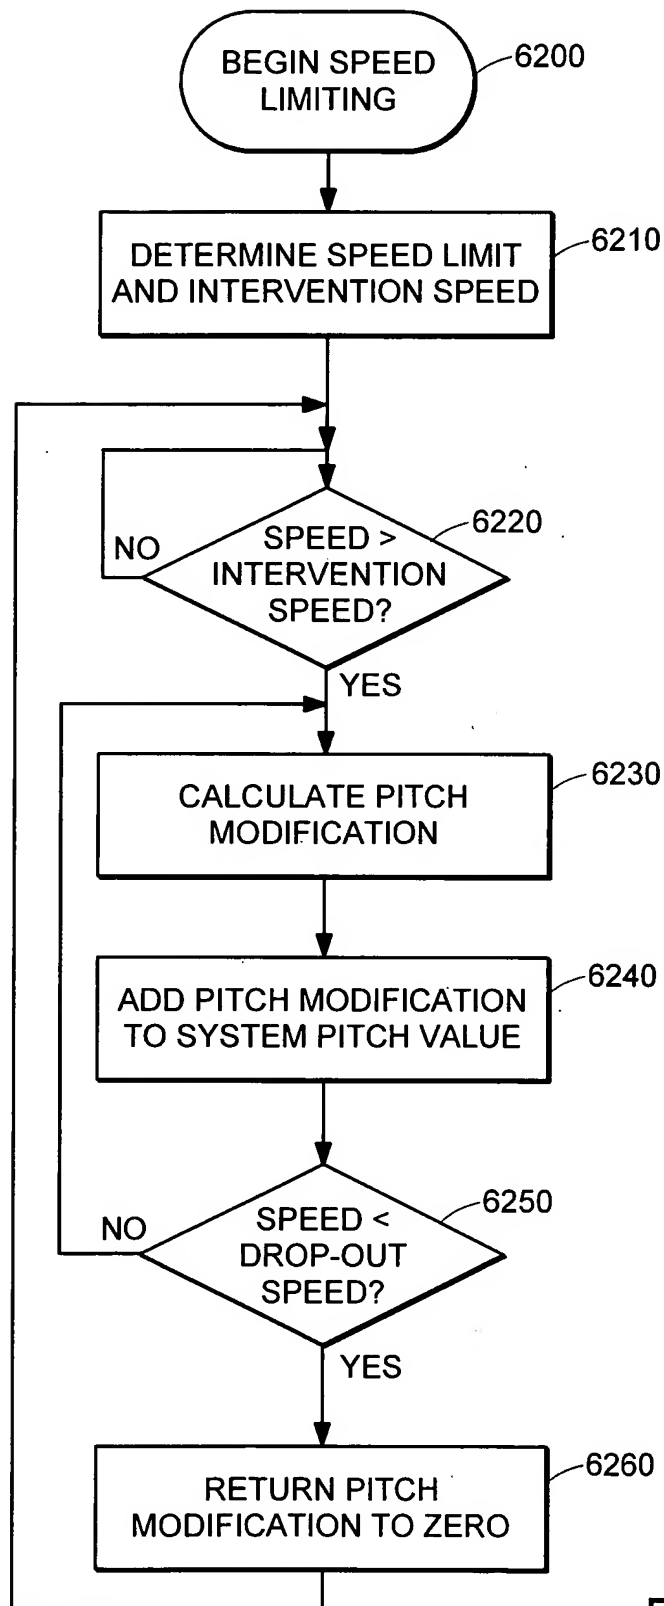 BEGIN SPEED
LIMITING
6200
DETERMINE SPEED LIMIT
AND INTERVENTION SPEED
6210
SPEED >
INTERVENTION
SPEED?
6220
NO
YES
CALCULATE PITCH
MODIFICATION
6230
ADD PITCH MODIFICATION
TO SYSTEM PITCH VALUE
6240
SPEED <
DROP-OUT
SPEED?
6250
NO
YES
RETURN PITCH
MODIFICATION TO ZERO
6260